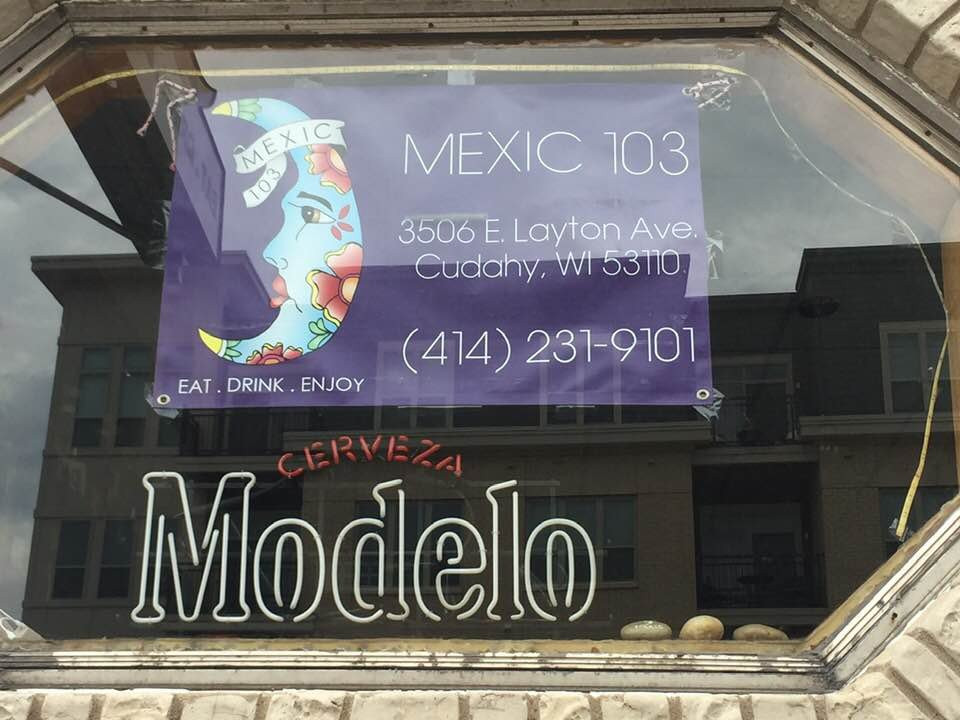 MEXIC
103
MEXIC 103
3506 E. Layton Ave.
Cudahy, WI 53110
(414) 231-9101
EAT . DRINK . ENJOY
CERVEZA
Modelo